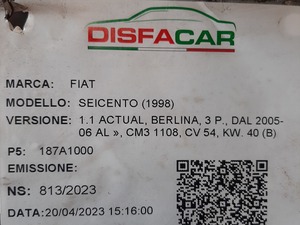 DISFACAR
MARCA: FIAT
MODELLO: SEICENTO (1998)
VERSIONE: 1.1 ACTUAL, BERLINA, 3 P., DAL 2005-
06 AL », CM3 1108, CV 54, KW. 40 (B)
P5: 187A1000
EMISSIONE:
NS: 813/2023
DATA:20/04/2023 15:16:00